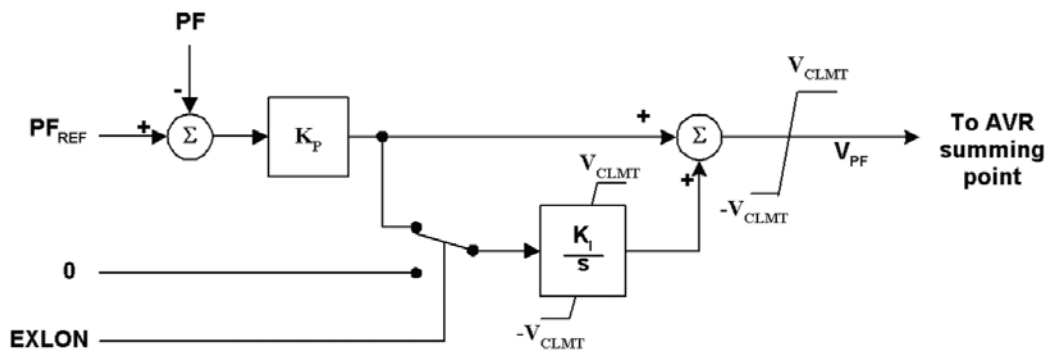 PF
-
PF_REF
+
Σ
K_P
+
Σ
+
V_CLMT
V_PF
-V_CLMT
To AVR
summing
point
V_CLMT
K_I
s
-V_CLMT
0
EXLON